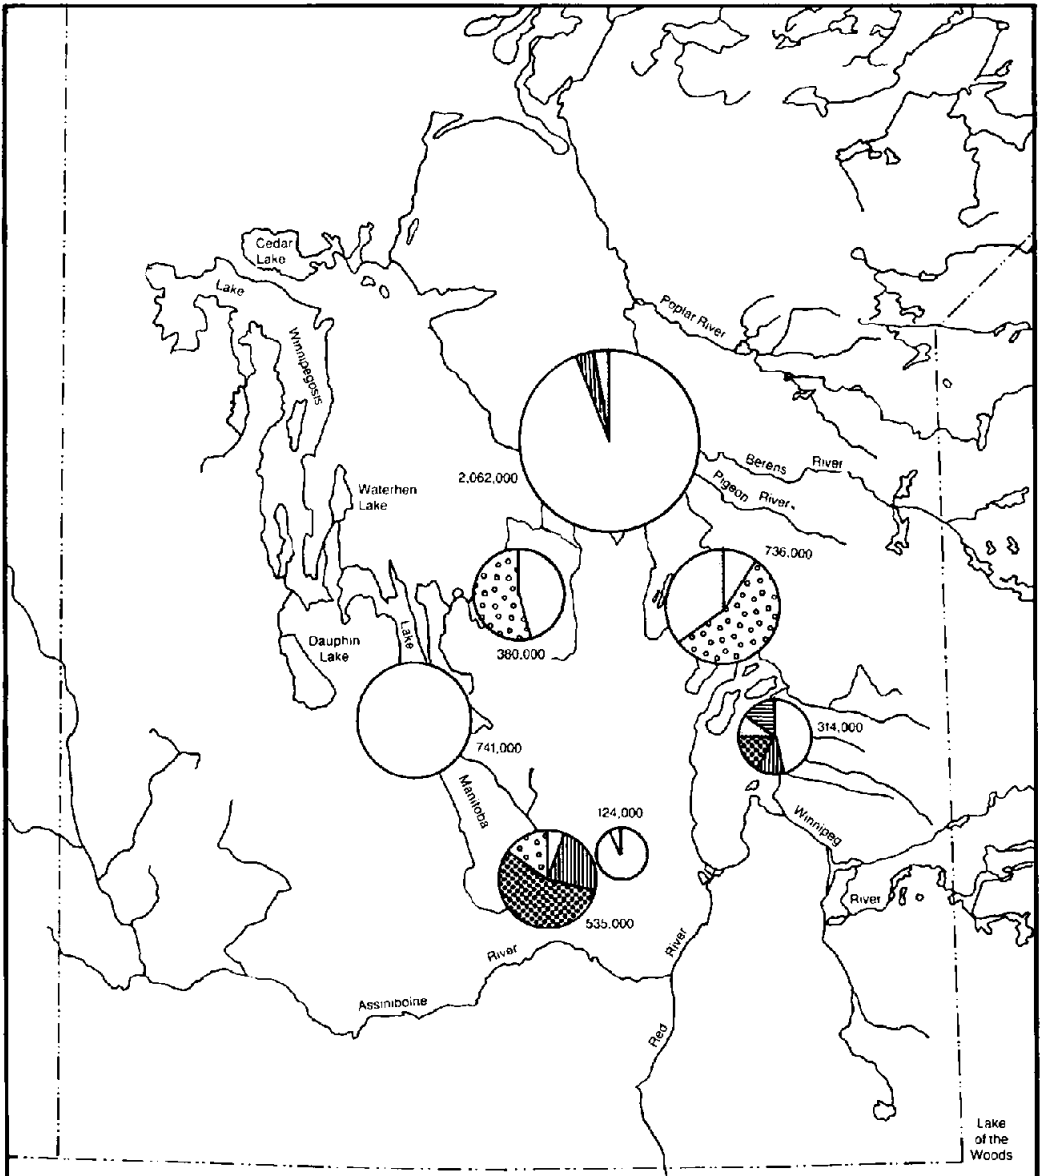 Cedar
Lake
Lake
Winnipegosis
Poplar River
2,062,000
Berens River
Pigeon River
Waterhen
Lake
736,000
Dauphin
Lake
Lake
380,000
741,000
314,000
Manitoba
124,000
Winnipeg
535,000
River
River
River
Assiniboine
Red
Lake
of the
Woods